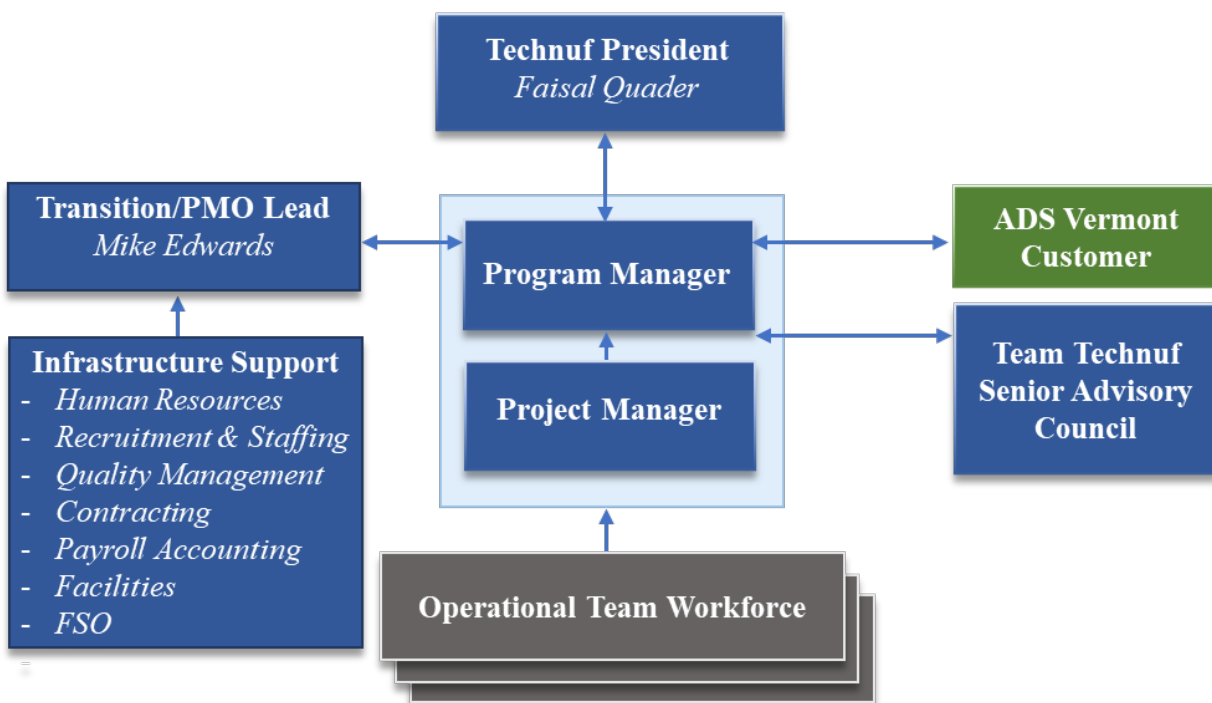 Technuf President
Faisal Quader
Transition/PMO Lead
Mike Edwards
Program Manager
ADS Vermont
Customer
Infrastructure Support
- Human Resources
- Recruitment & Staffing
- Quality Management
- Contracting
- Payroll Accounting
- Facilities
- FSO
Project Manager
Team Technuf
Senior Advisory
Council
Operational Team Workforce